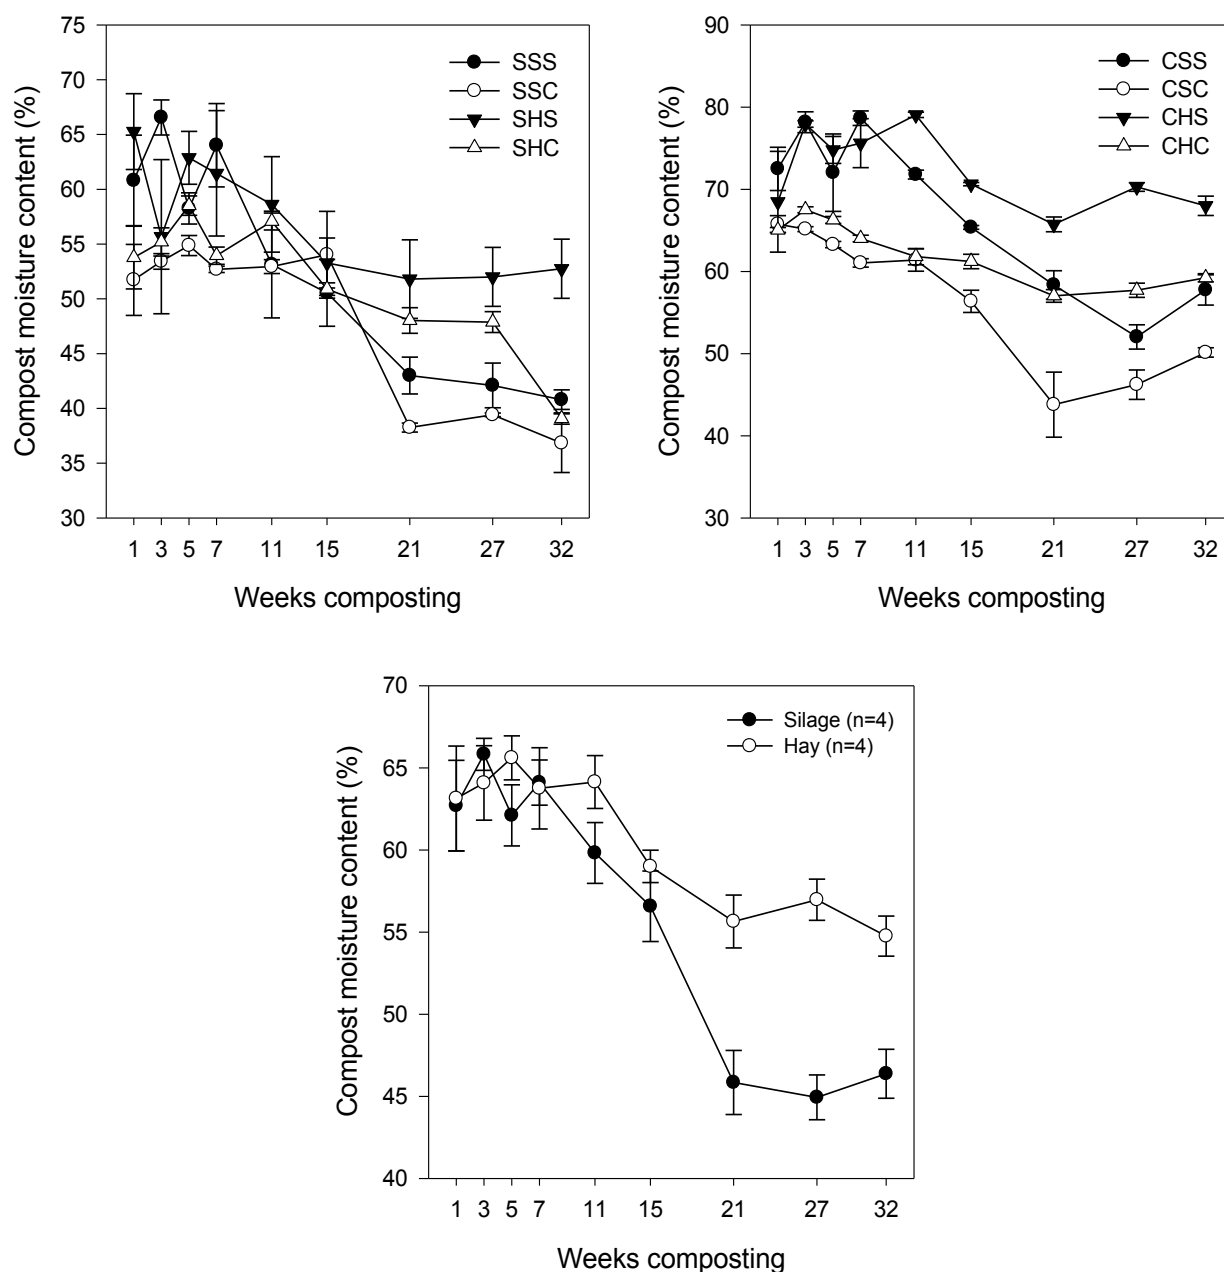 Compost moisture content (%)
75
70
65
60
55
50
45
40
35
30
SSS
SSC
SHS
SHC
1 3 5 7 11 15 21 27 32
Weeks composting
Compost moisture content (%)
90
80
70
60
50
40
30
CSS
CSC
CHS
CHC
1 3 5 7 11 15 21 27 32
Weeks composting
Compost moisture content (%)
70
65
60
55
50
45
40
Silage (n=4)
Hay (n=4)
1 3 5 7 11 15 21 27 32
Weeks composting